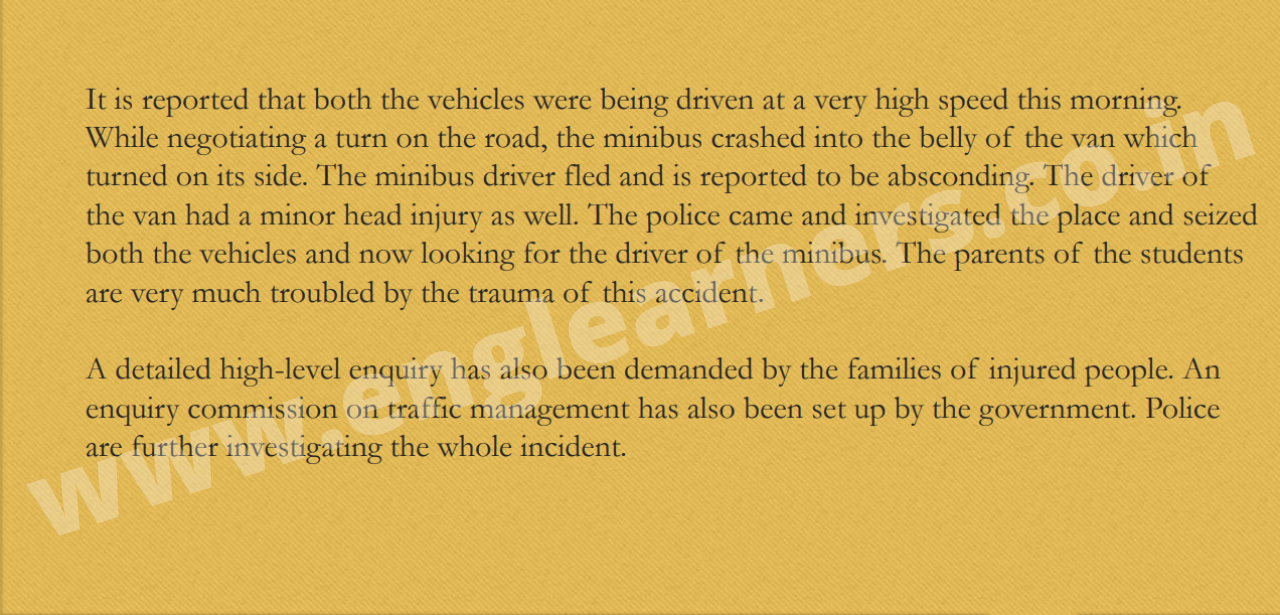 It is reported that both the vehicles were being driven at a very high speed this morning.
While negotiating a turn on the road, the minibus crashed into the belly of the van which
turned on its side. The minibus driver fled and is reported to be absconding. The driver of
the van had a minor head injury as well. The police came and investigated the place and seized
both the vehicles and now looking for the driver of the minibus. The parents of the students
are very much troubled by the trauma of this accident.
A detailed high-level enquiry has also been demanded by the families of injured people. An
enquiry commission on traffic management has also been set up by the government. Police
are further investigating the whole incident.
www.englearners.co.in